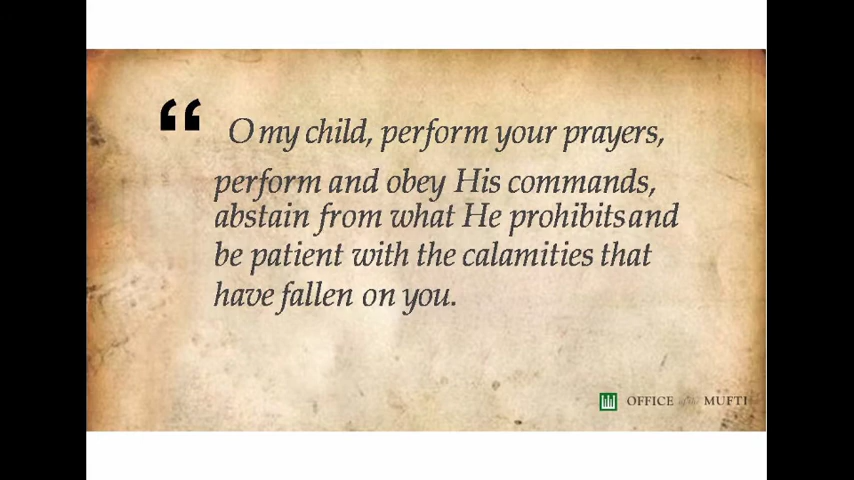 “ O my child, perform your prayers,
perform and obey His commands,
abstain from what He prohibits and
be patient with the calamities that
have fallen on you.
OFFICE of the MUFTI